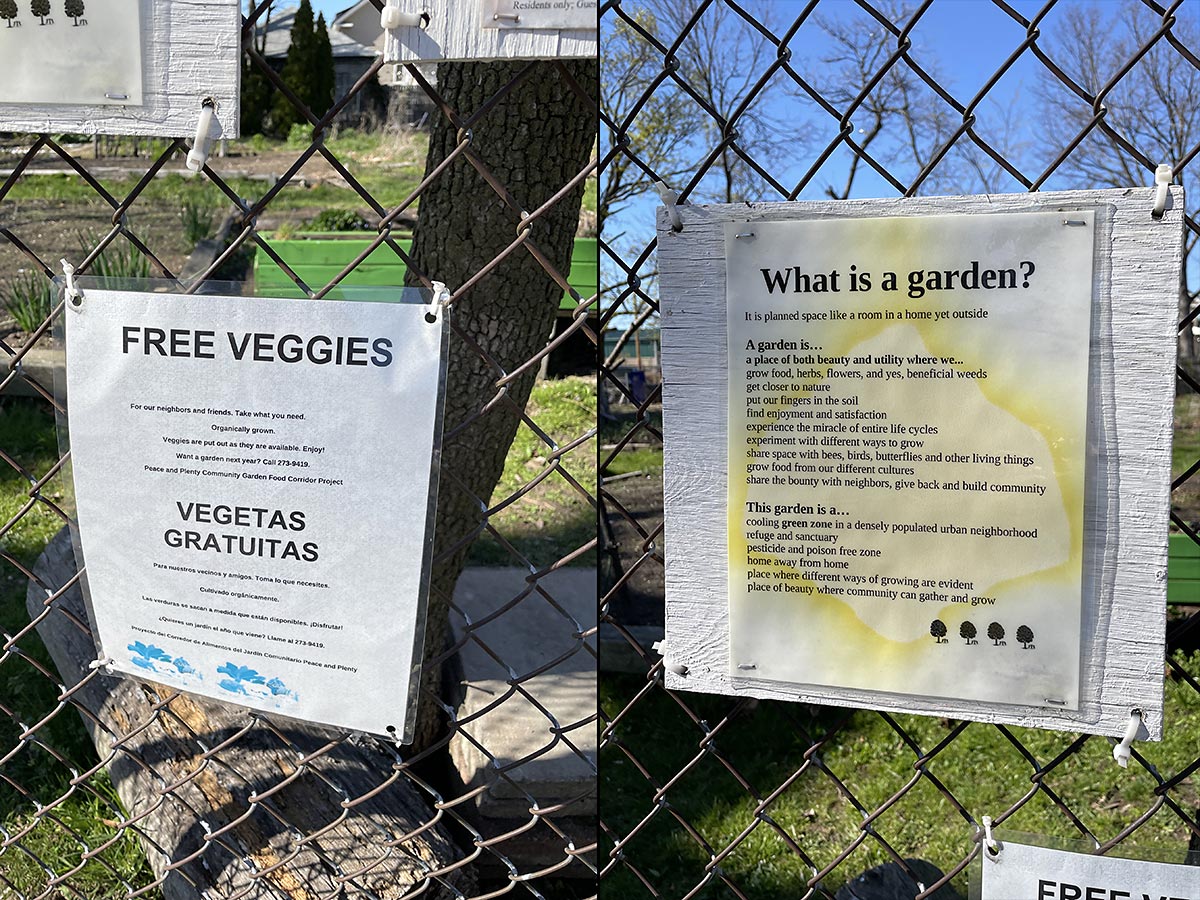 Residents only; Gues
FREE VEGGIES
For our neighbors and friends. Take what you need.
Organically grown.
Veggies are put out as they are available. Enjoy!
Want a garden next year? Call 273-9419.
Peace and Plenty Community Garden Food Corridor Project
VEGETAS
GRATUITAS
Para nuestros vecinos y amigos. Toma lo que necesites.
Cultivado orgánicamente.
Las verduras se sacan a medida que están disponibles. ¡Disfrutar!
¿Quieres un jardín el año que viene? Llame al 273-9419.
Proyecto del Corredor de Alimentos del Jardín Comunitario Peace and Plenty
What is a garden?
It is planned space like a room in a home yet outside
A garden is…
a place of both beauty and utility where we...
grow food, herbs, flowers, and yes, beneficial weeds
get closer to nature
put our fingers in the soil
find enjoyment and satisfaction
experience the miracle of entire life cycles
experiment with different ways to grow
share space with bees, birds, butterflies and other living things
grow food from our different cultures
share the bounty with neighbors, give back and build community
This garden is a…
cooling green zone in a densely populated urban neighborhood
refuge and sanctuary
pesticide and poison free zone
home away from home
place where different ways of growing are evident
place of beauty where community can gather and grow
FREE VE